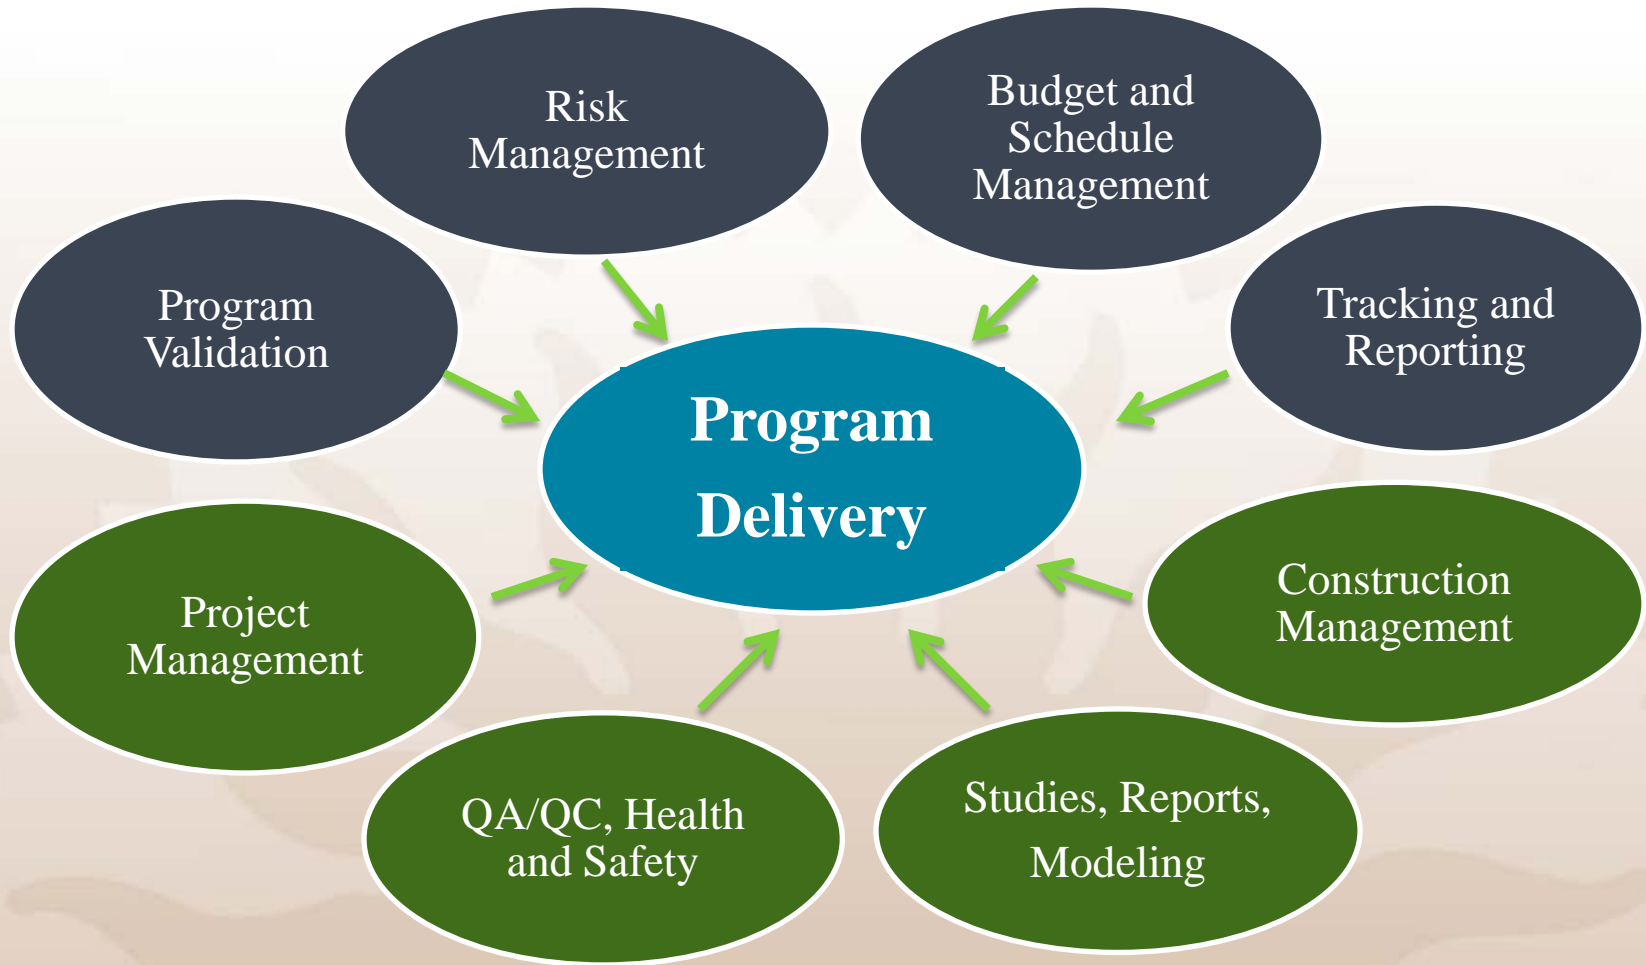 Risk
Management
Budget and
Schedule
Management
Program
Validation
Tracking and
Reporting
Program
Delivery
Project
Management
Construction
Management
QA/QC, Health
and Safety
Studies, Reports,
Modeling